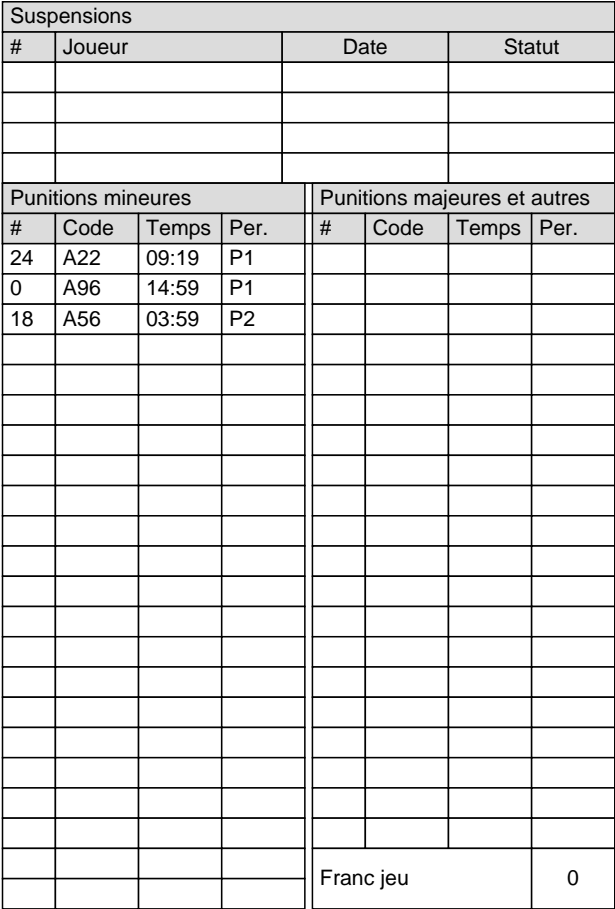 Suspensions
# Joueur Date Statut
Punitions mineures
# Code Temps Per.
24 A22 09:19 P1
0 A96 14:59 P1
18 A56 03:59 P2
Punitions majeures et autres
# Code Temps Per.
Franc jeu 0